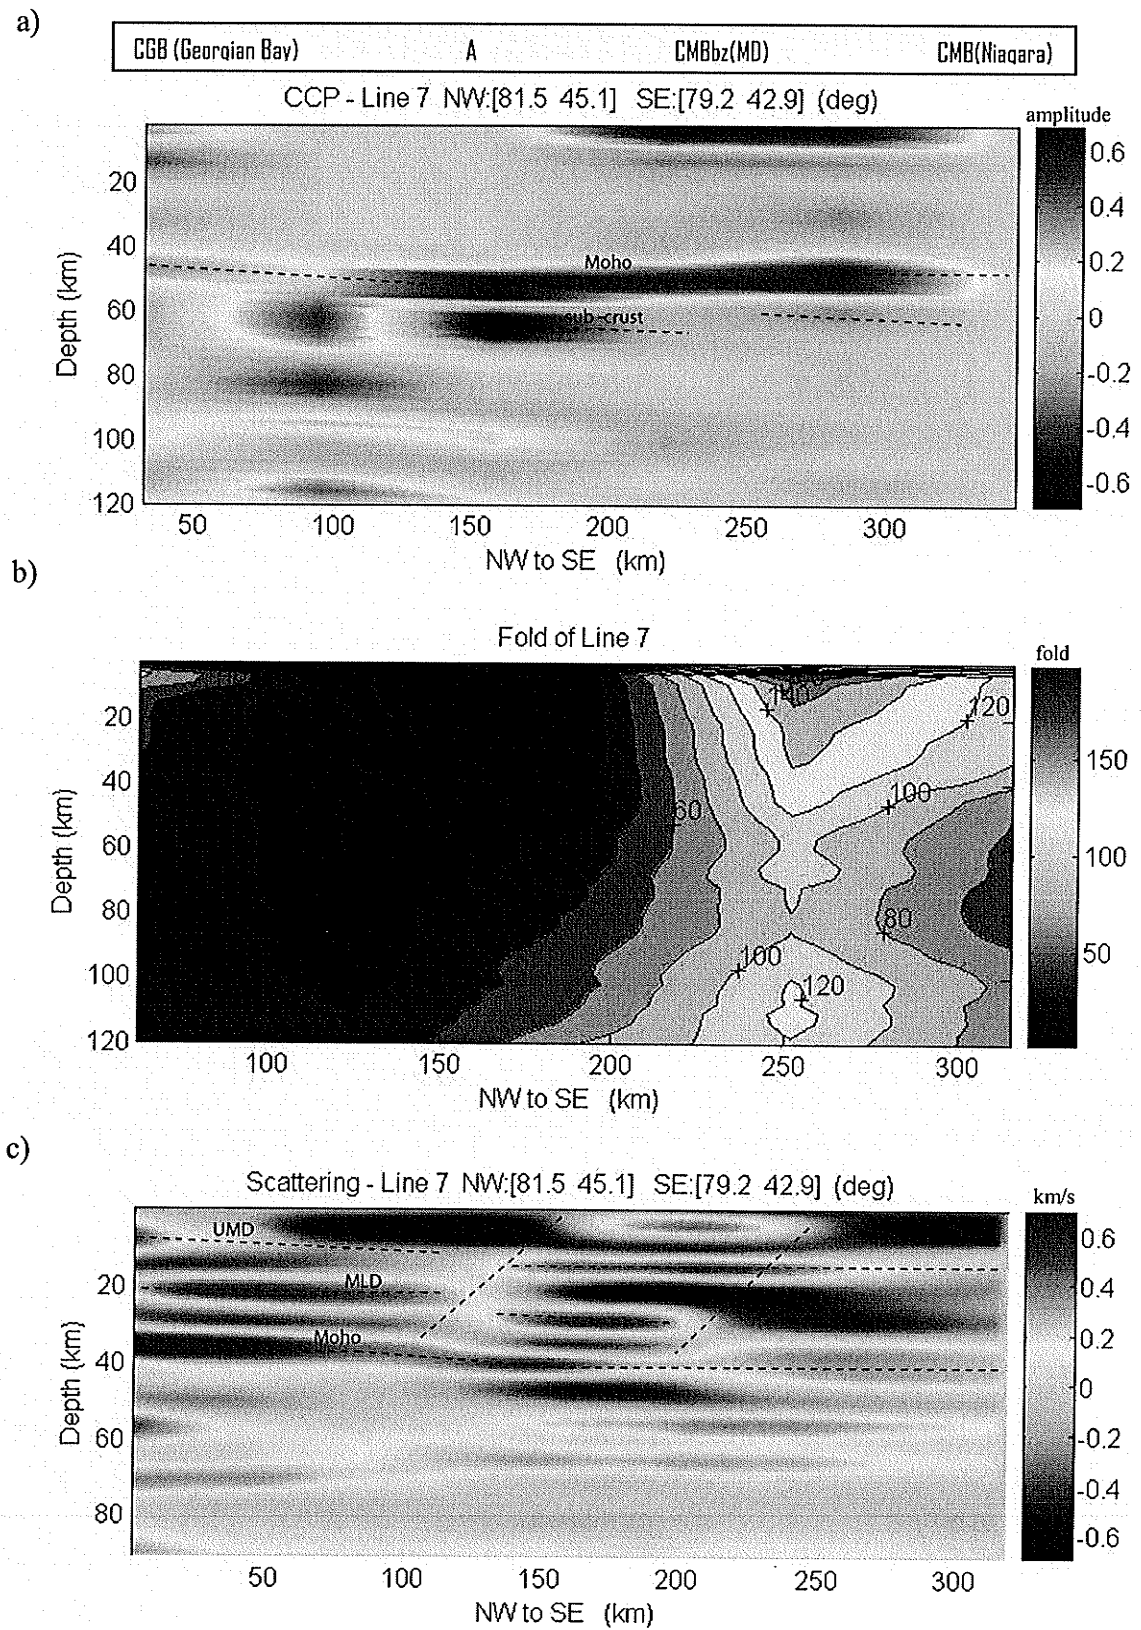 a)
CGB (Georgian Bay) A CMBbz(MD) CMB(Niagara)
CCP - Line 7 NW:[81.5 45.1] SE:[79.2 42.9] (deg)
amplitude
Depth (km)
20
40
60
80
100
120
Moho
sub-crust
0.6
0.4
0.2
0
-0.2
-0.4
-0.6
50 100 150 200 250 300
NW to SE (km)
b)
Fold of Line 7
fold
Depth (km)
20
40
60
80
100
120
140
120
100
60
80
100
120
150
100
50
100 150 200 250 300
NW to SE (km)
c)
Scattering - Line 7 NW:[81.5 45.1] SE:[79.2 42.9] (deg)
km/s
Depth (km)
20
40
60
80
UMD
MLD
Moho
0.6
0.4
0.2
0
-0.2
-0.4
-0.6
50 100 150 200 250 300
NW to SE (km)